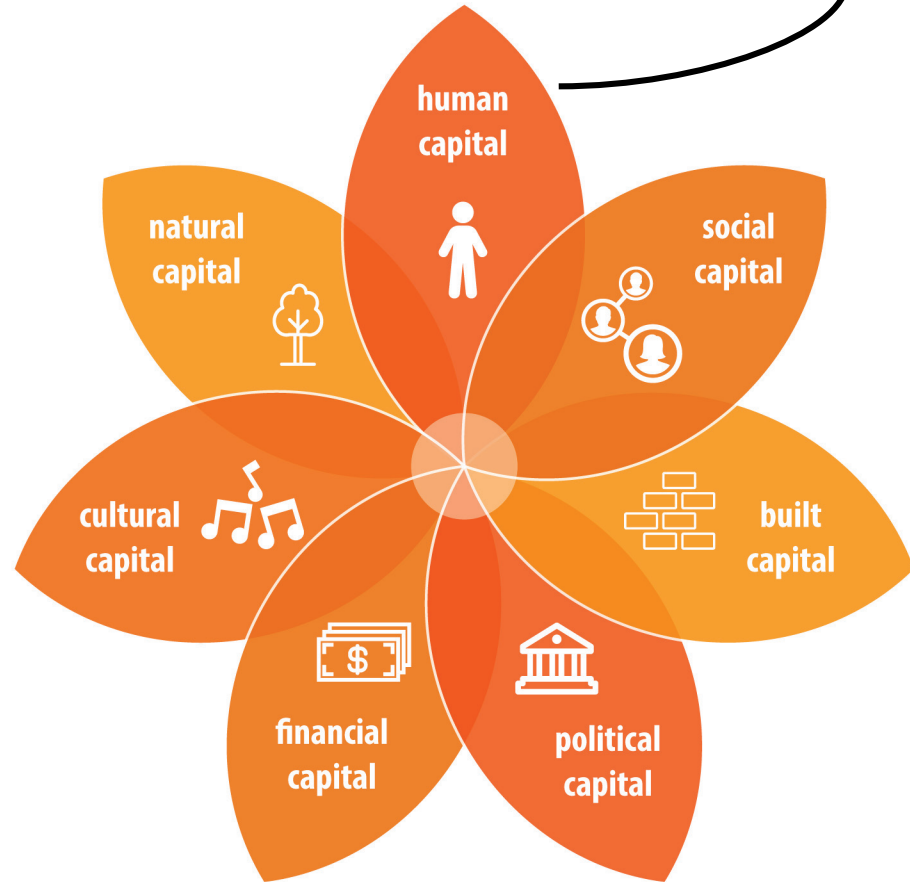 human
capital
social
capital
built
capital
political
capital
$
financial
capital
cultural
capital
natural
capital